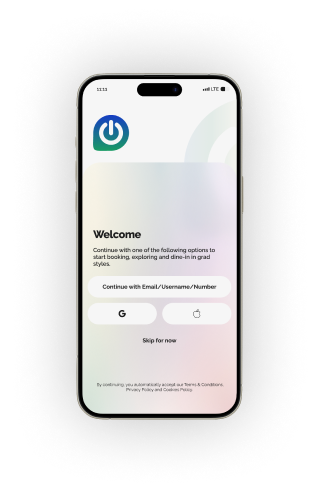 11:11
LTE
Welcome
Continue with one of the following options to
start booking, exploring and dine-in in grad
styles.
Continue with Email/Username/Number
G
Skip for now
By continuing, you automatically accept our Terms & Conditions,
Privacy Policy and Cookies Policy.